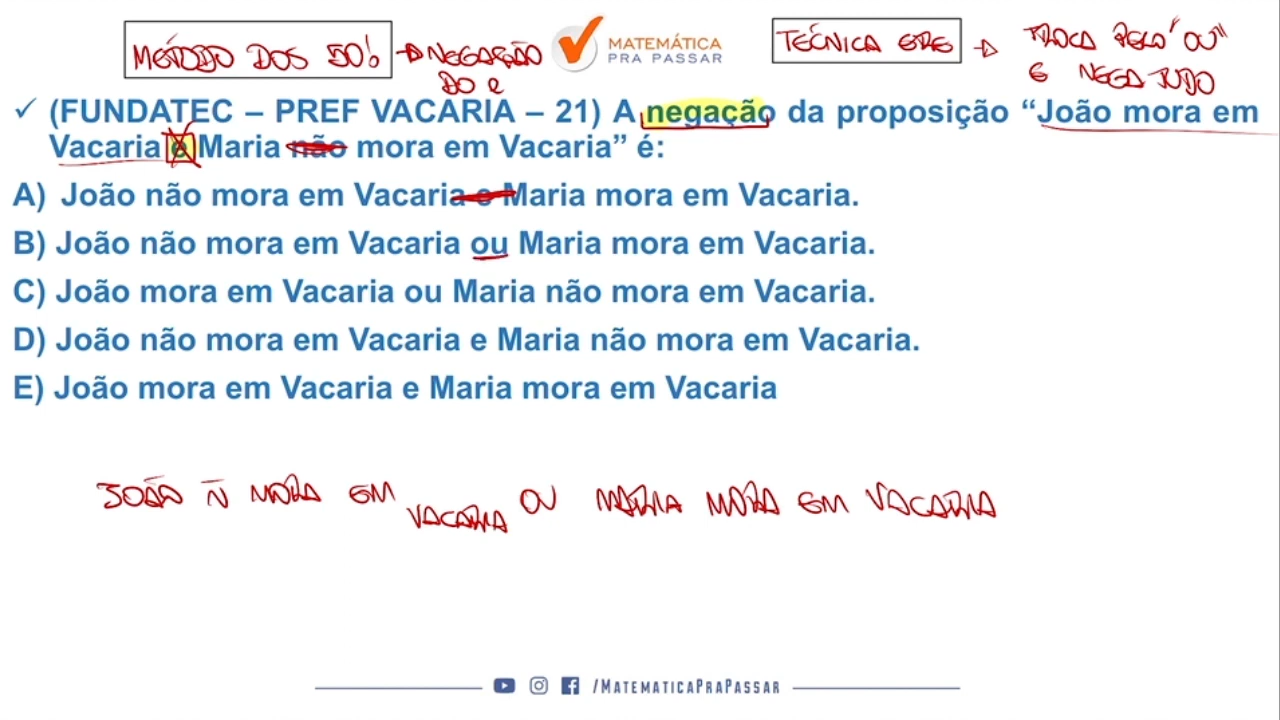 MÉTODO DOS 50! → NEGAÇÃO
DO e
MATEMÁTICA
PRA PASSAR
TÉCNICA → TROCA PELO "OU"
E NEGA TUDO
✓ (FUNDATEC – PREF VACARIA – 21) A negação da proposição “João mora em
Vacaria e Maria não mora em Vacaria” é:
A) João não mora em Vacaria e Maria mora em Vacaria.
B) João não mora em Vacaria ou Maria mora em Vacaria.
C) João mora em Vacaria ou Maria não mora em Vacaria.
D) João não mora em Vacaria e Maria não mora em Vacaria.
E) João mora em Vacaria e Maria mora em Vacaria
JOÃO Ñ MORA EM VACARIA OU MARIA MORA EM VACARIA
/MATEMATICAPRAPASSAR